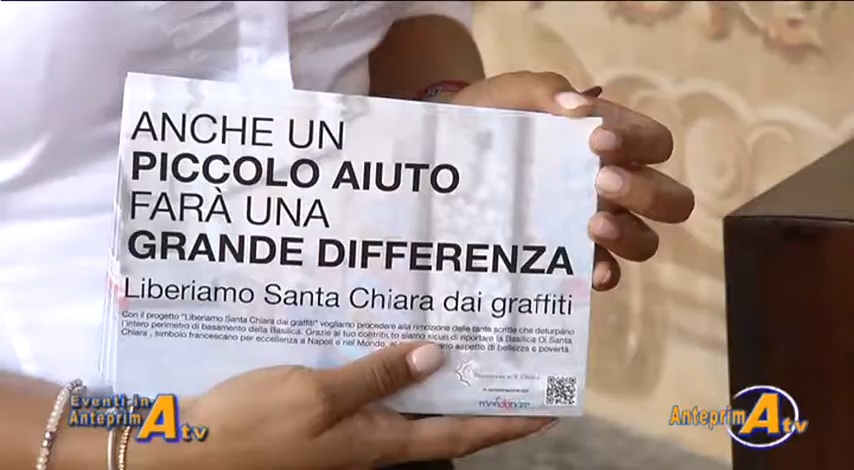 ANCHE UN
PICCOLO AIUTO
FARÀ UNA
GRANDE DIFFERENZA
Liberiamo Santa Chiara dai graffiti
Con il progetto "Liberiamo Santa Chiara dai graffiti" vogliamo procedere alla rimozione delle tante scritte che deturpano
l'intero perimetro di basamento della Basilica. Grazie al tuo contributo siamo sicuri di riportare la Basilica Di Santa
Chiara, simbolo francescano per eccellenza a Napoli e nel Mondo, aspetto di bellezza e povertà.
Eventi in
AnteprimA tv
AnteprimA tv